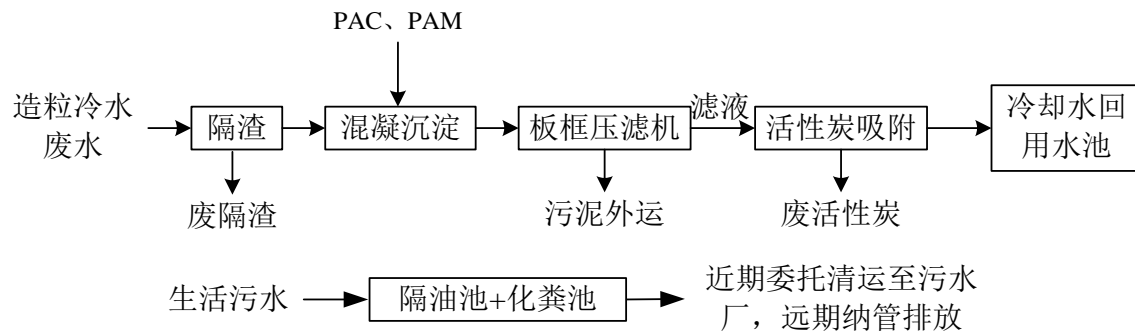 PAC、PAM
造粒冷水
废水
隔渣
混凝沉淀
板框压滤机
滤液
活性炭吸附
冷却水回
用水池
废隔渣
污泥外运
废活性炭
生活污水
隔油池+化粪池
近期委托清运至污水
厂，远期纳管排放